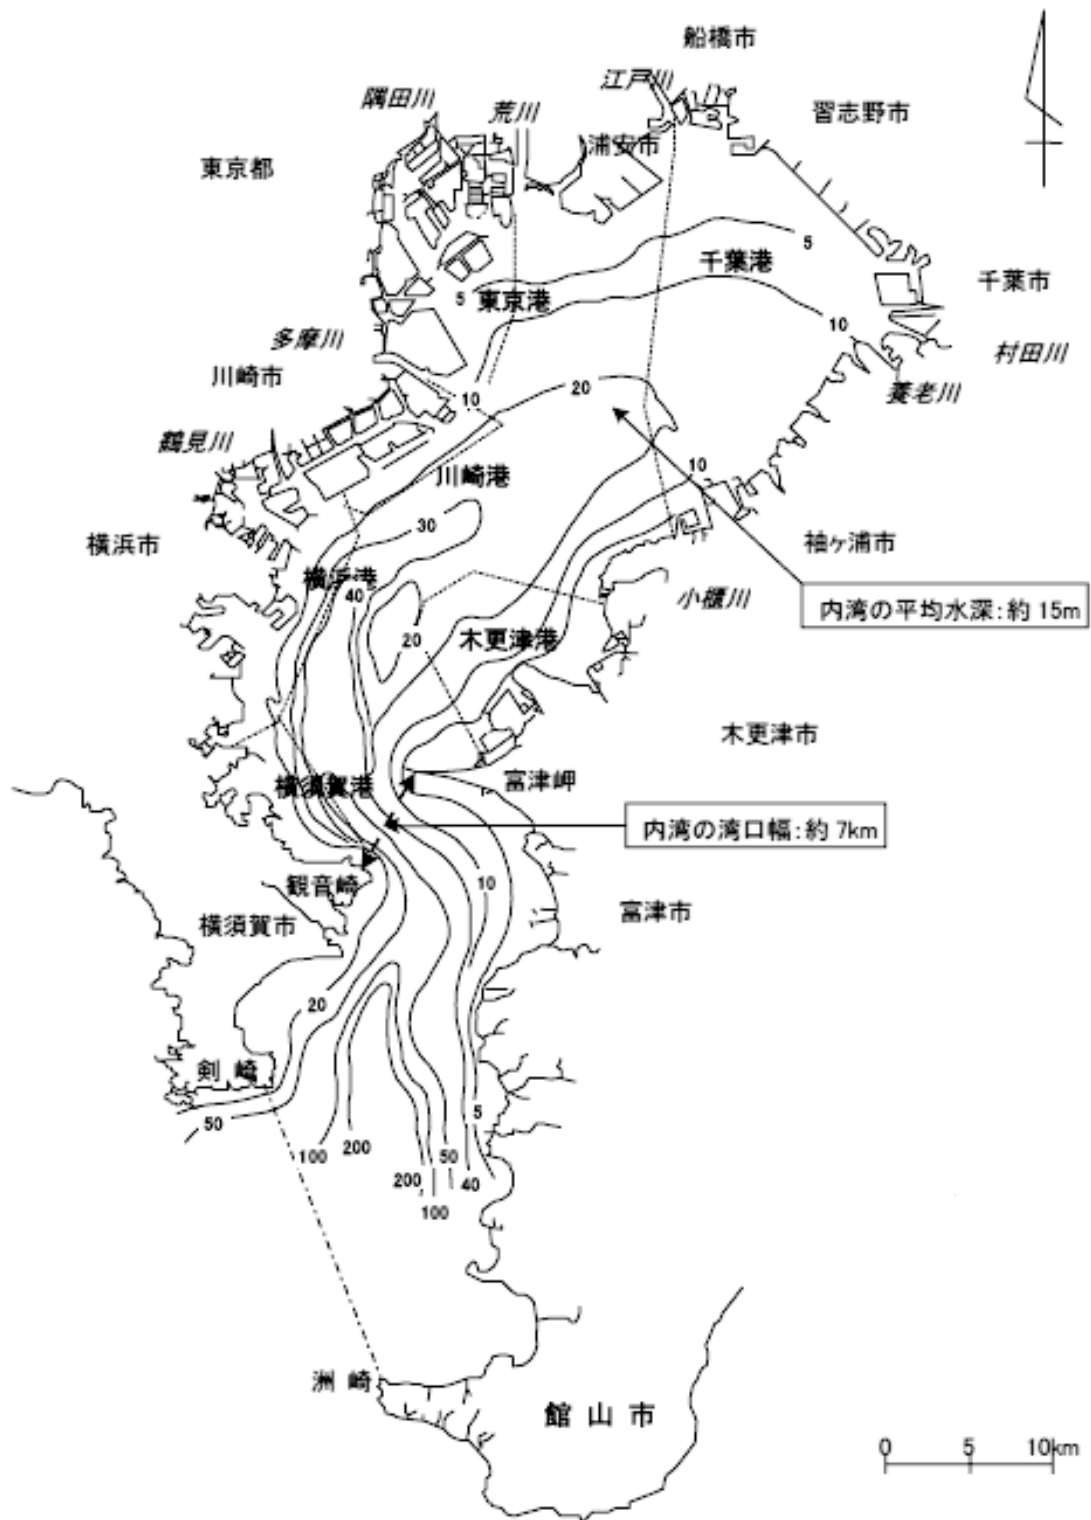 船橋市
江戸川
隅田川
荒川
習志野市
浦安市
東京都
5
千葉港
千葉市
5
東京港
10
村田川
多摩川
川崎市
20
10
養老川
鶴見川
10
川崎港
30
横浜市
袖ヶ浦市
横浜港
40
小櫃川
内湾の平均水深:約 15m
20
木更津港
木更津市
横須賀港
富津岬
内湾の湾口幅:約 7km
観音崎
10
横須賀市
富津市
20
剣 崎
50
5
100
200
50
200
40
100
洲 崎
館 山 市
0 5 10km